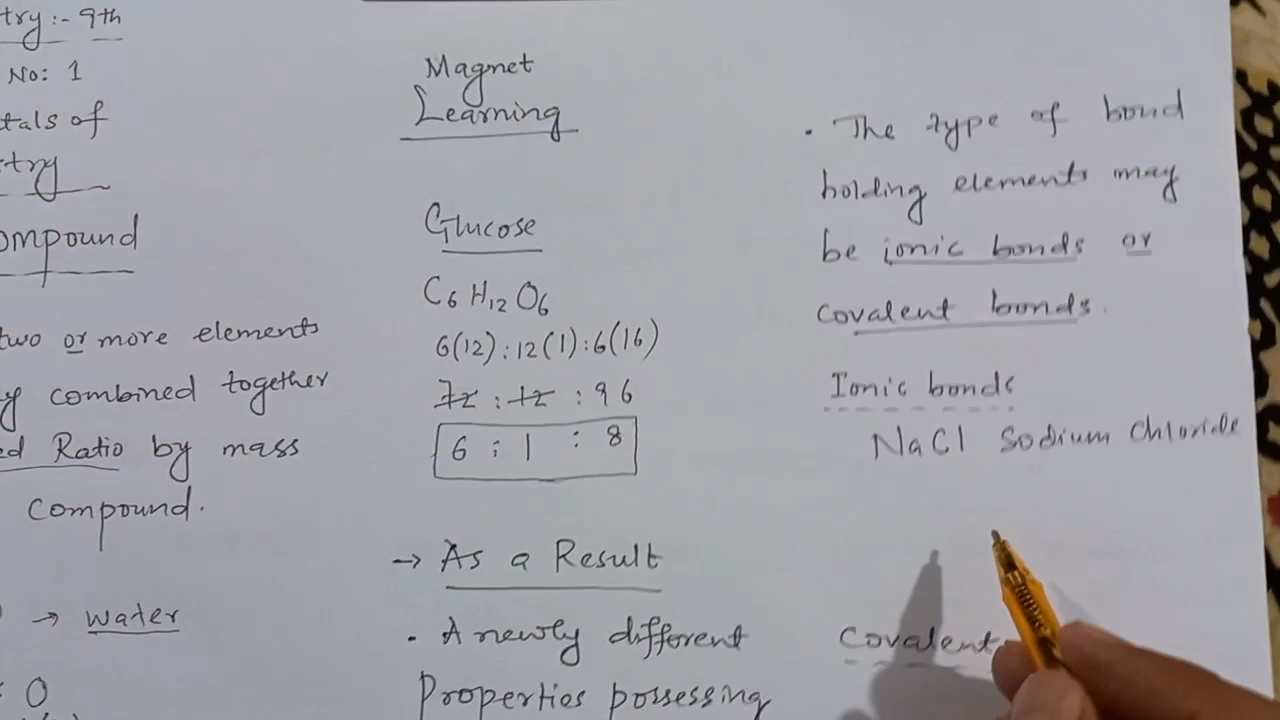 try:- 9th
No: 1
tals of
stry
ompound
two or more elements
y combined together
ed Ratio by mass
compound.
→ water
: O
Magnet
Learning
Glucose
C6 H12 O6
6(12):12(1):6(16)
72 : 12 : 96
6 : 1 : 8
→ As a Result
• A newly different
Properties possessing
• The type of bond
holding elements may
be ionic bonds or
covalent bonds.
Ionic bonds
NaCl Sodium Chloride
Covalent